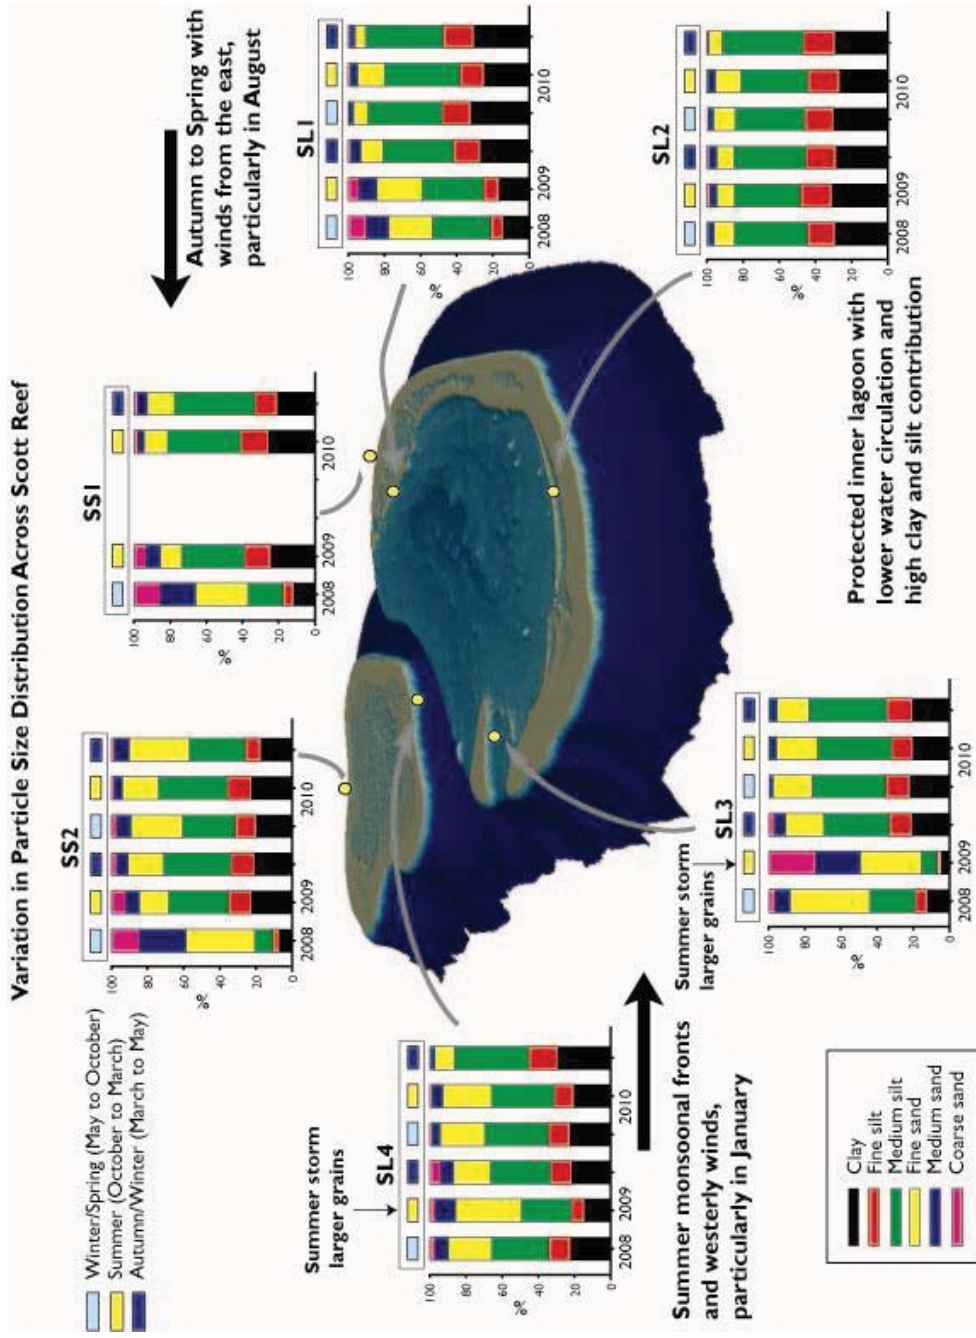 Variation in Particle Size Distribution Across Scott Reef
Winter/Spring (May to October)
Summer (October to March)
Autumn/Winter (March to May)
SS2
100
80
60
40
20
0
%
2008
2009
2010
SS1
100
80
60
40
20
0
%
2008
2009
2010
Autumn to Spring with
winds from the east,
particularly in August
SL1
100
80
60
40
20
0
%
2008
2009
2010
Summer storm
larger grains
SL4
100
80
60
40
20
0
%
2008
2009
2010
Summer monsoonal fronts
and westerly winds,
particularly in January
Summer storm
larger grains
SL3
100
80
60
40
20
0
%
2008
2009
2010
SL2
100
80
60
40
20
0
%
2008
2009
2010
Protected inner lagoon with
lower water circulation and
high clay and silt contribution
Clay
Fine silt
Medium silt
Fine sand
Medium sand
Coarse sand